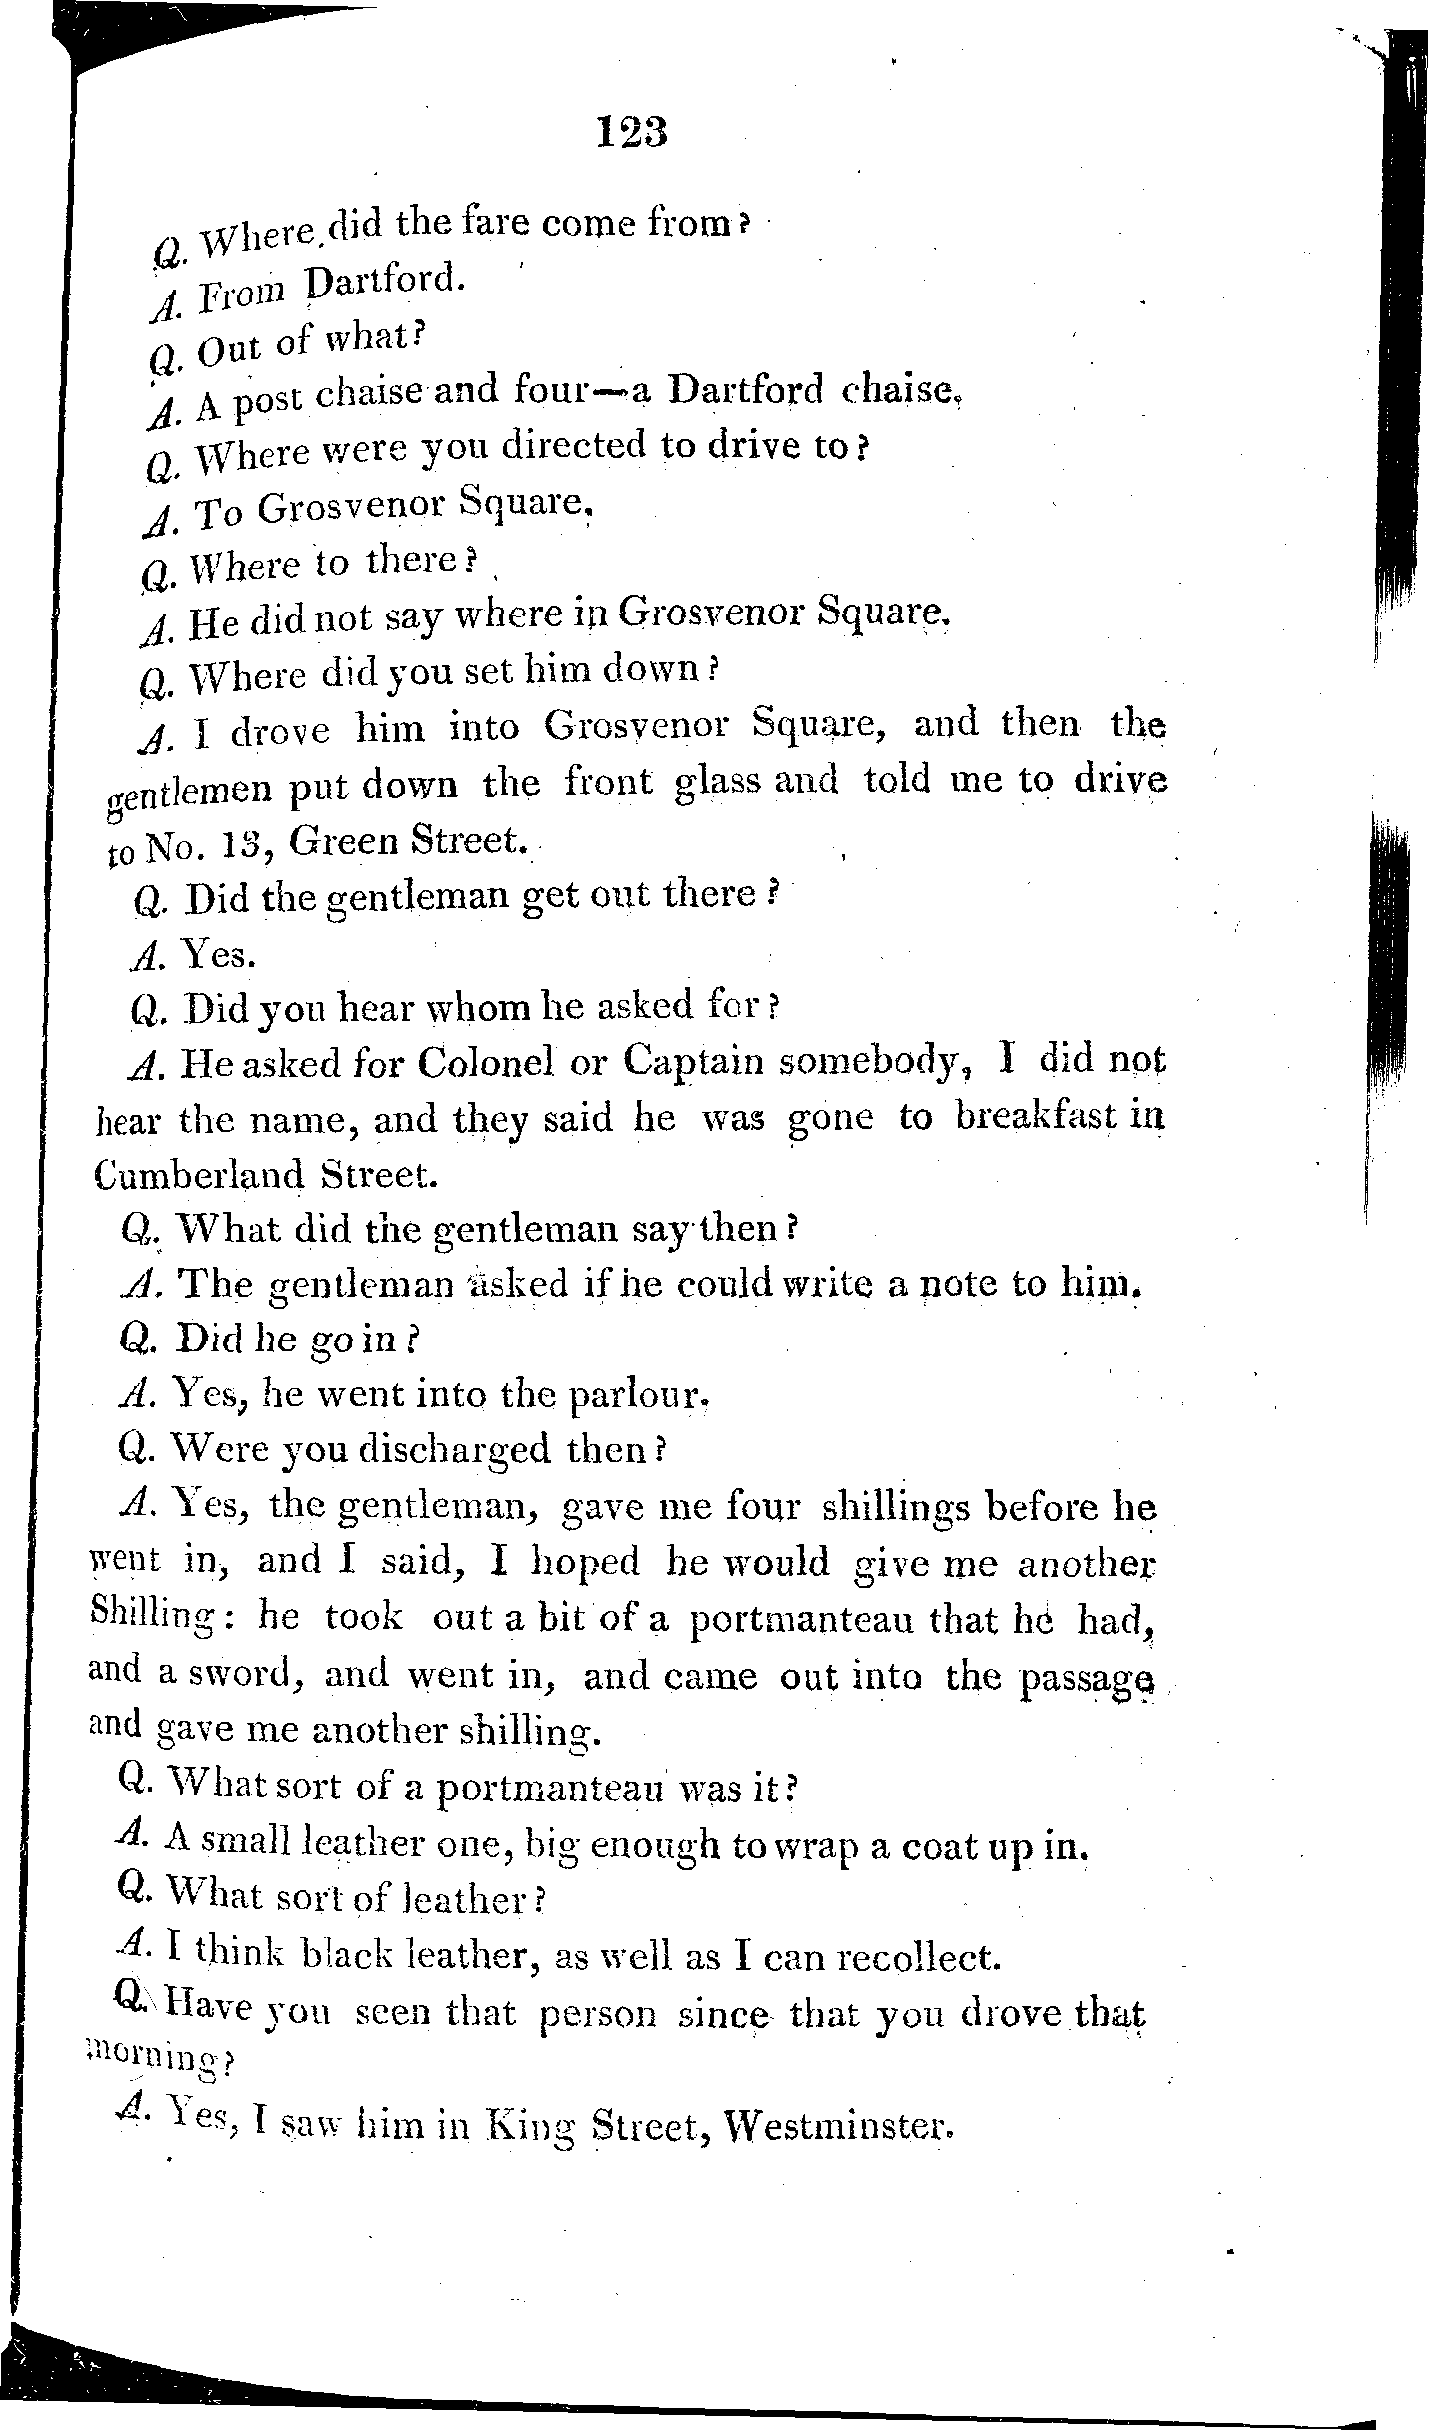 123
Q. Where did the fare come from?
A. From Dartford.
Q. Out of what?
A. A post chaise and four—a Dartford chaise.
Q. Where were you directed to drive to?
A. To Grosvenor Square.
Q. Where to there?
A. He did not say where in Grosvenor Square.
Q. Where did you set him down?
A. I drove him into Grosvenor Square, and then the
gentlemen put down the front glass and told me to drive
to No. 13, Green Street.
Q. Did the gentleman get out there?
A. Yes.
Q. Did you hear whom he asked for?
A. He asked for Colonel or Captain somebody, I did not
hear the name, and they said he was gone to breakfast in
Cumberland Street.
Q. What did the gentleman say then?
A. The gentleman asked if he could write a note to him.
Q. Did he go in?
A. Yes, he went into the parlour.
Q. Were you discharged then?
A. Yes, the gentleman, gave me four shillings before he
went in, and I said, I hoped he would give me another
Shilling: he took out a bit of a portmanteau that he had,
and a sword, and went in, and came out into the passage
and gave me another shilling.
Q. What sort of a portmanteau was it?
A. A small leather one, big enough to wrap a coat up in.
Q. What sort of leather?
A. I think black leather, as well as I can recollect.
Q. Have you seen that person since that you drove that
morning?
A. Yes, I saw him in King Street, Westminster.